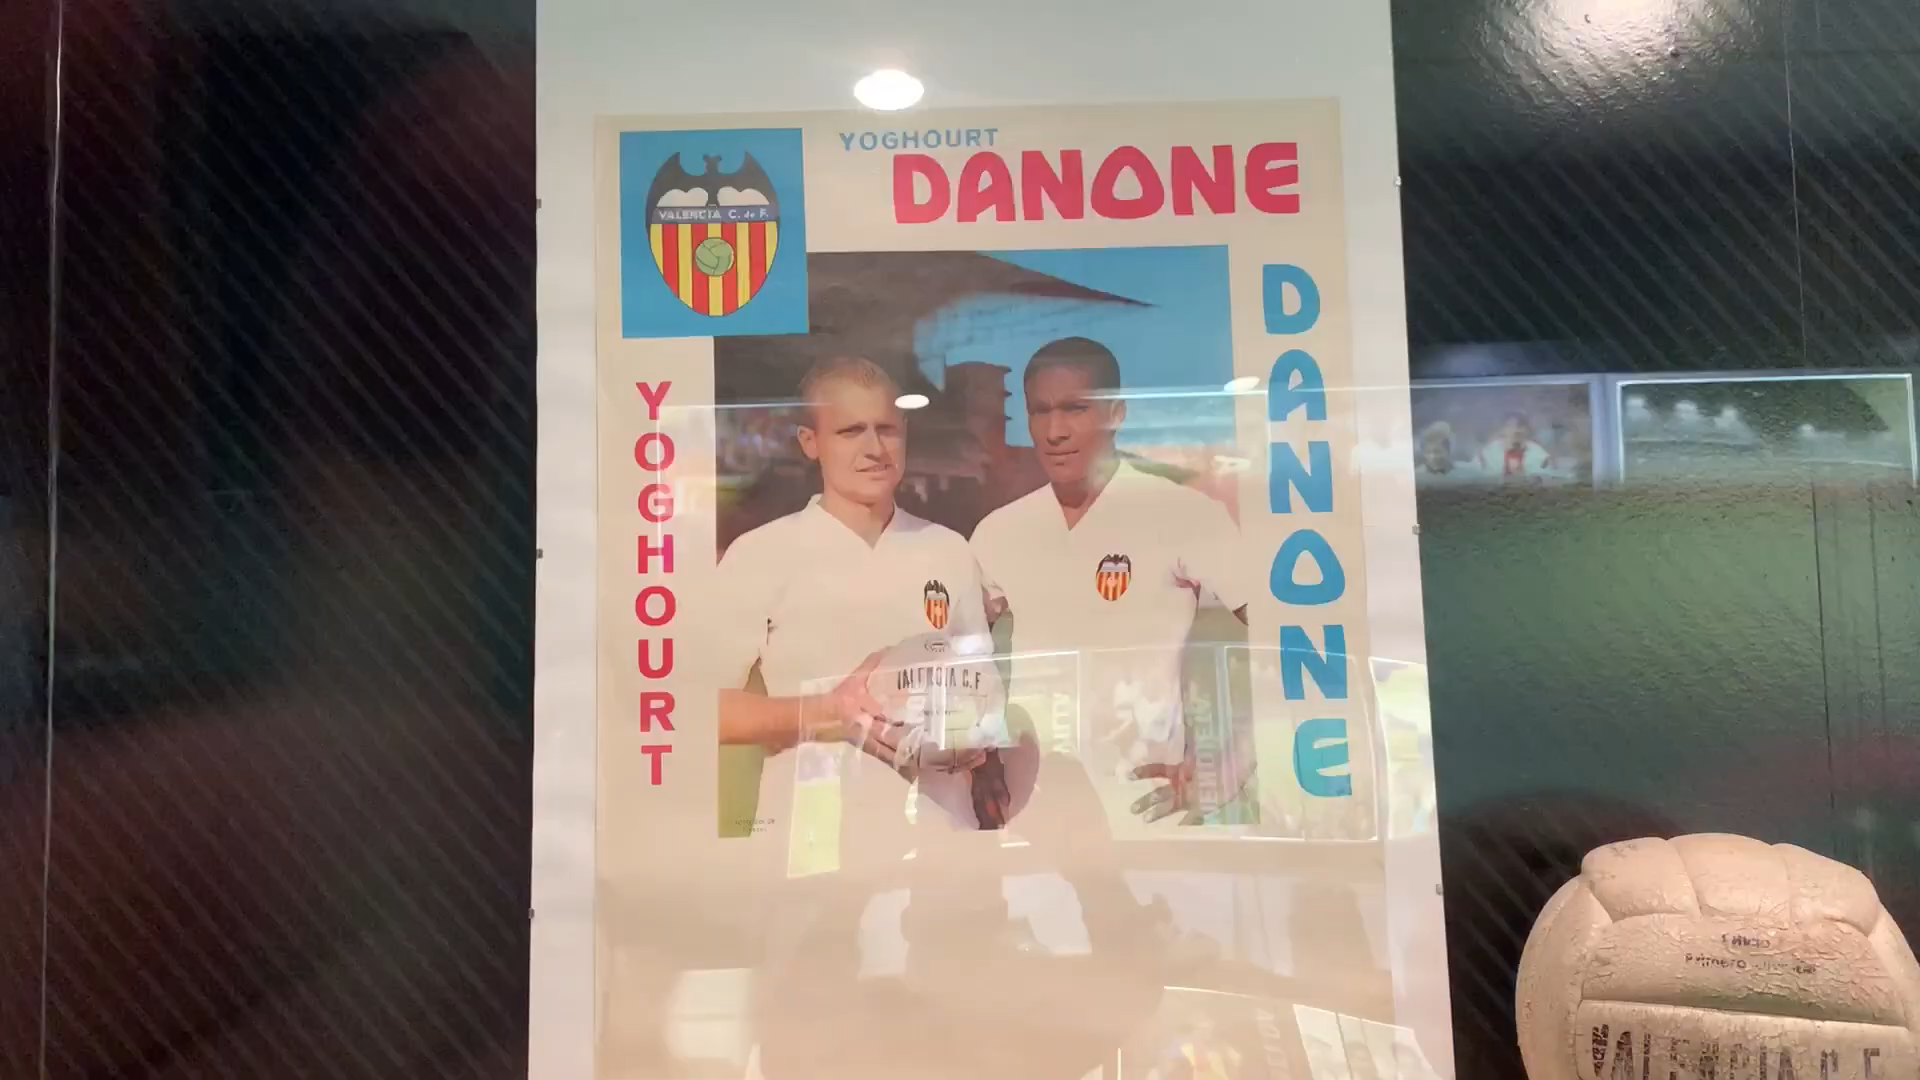 YOGHOURT
DANONE
VALENCIA C. de F.
YOGHOURT
DANONE
VALENCIA C.F
Primero
VALENCIA C.F